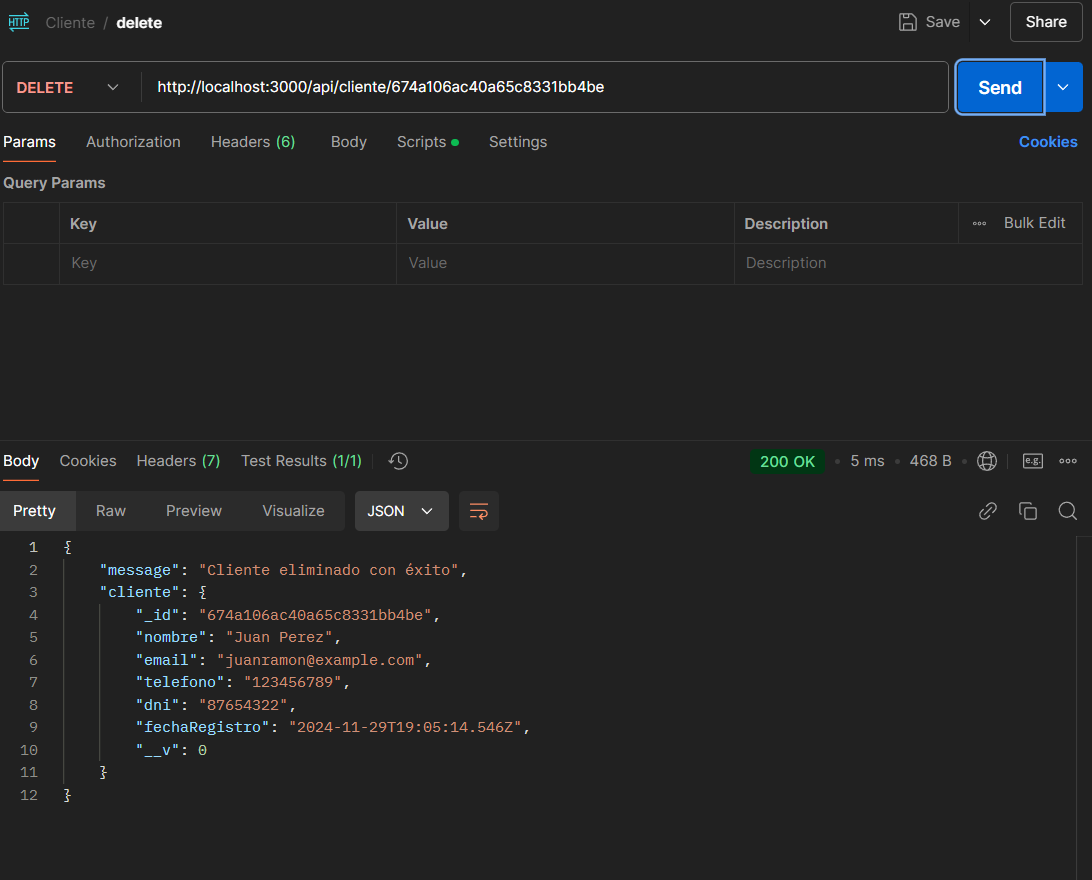 HTTP Cliente / delete Save Share
DELETE http://localhost:3000/api/cliente/674a106ac40a65c8331bb4be Send
Params Authorization Headers (6) Body Scripts Settings Cookies
Query Params
Key Value Description Bulk Edit
Key Value Description
Body Cookies Headers (7) Test Results (1/1) 200 OK 5 ms 468 B e.g.
Pretty Raw Preview Visualize JSON
1 {
2 "message": "Cliente eliminado con éxito",
3 "cliente": {
4 "_id": "674a106ac40a65c8331bb4be",
5 "nombre": "Juan Perez",
6 "email": "juanramon@example.com",
7 "telefono": "123456789",
8 "dni": "87654322",
9 "fechaRegistro": "2024-11-29T19:05:14.546Z",
10 "__v": 0
11 }
12 }